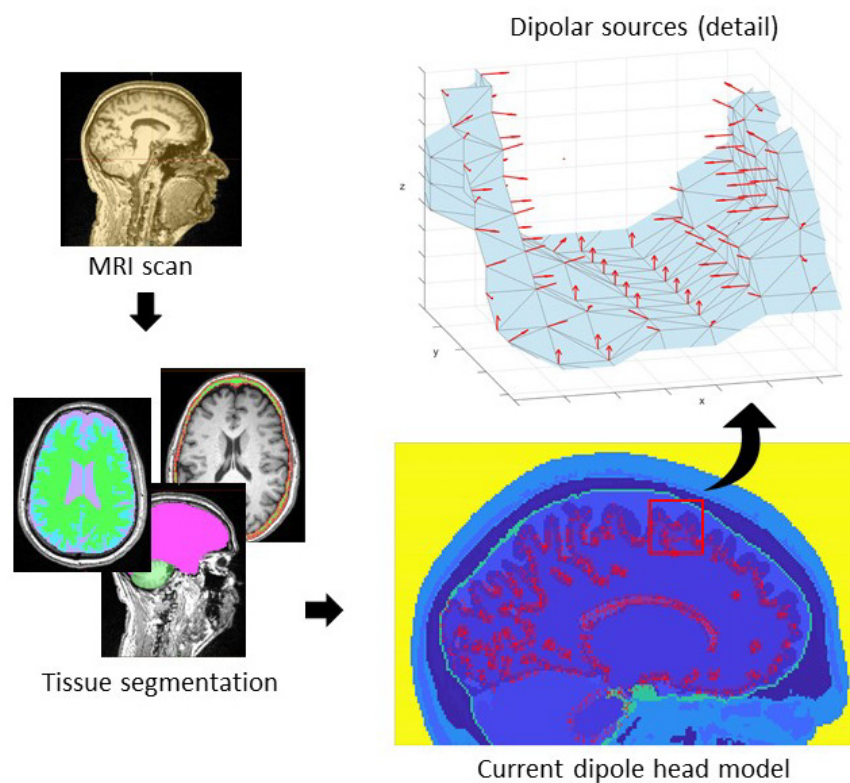 Dipolar sources (detail)
MRI scan
z
y
x
Tissue segmentation
Current dipole head model